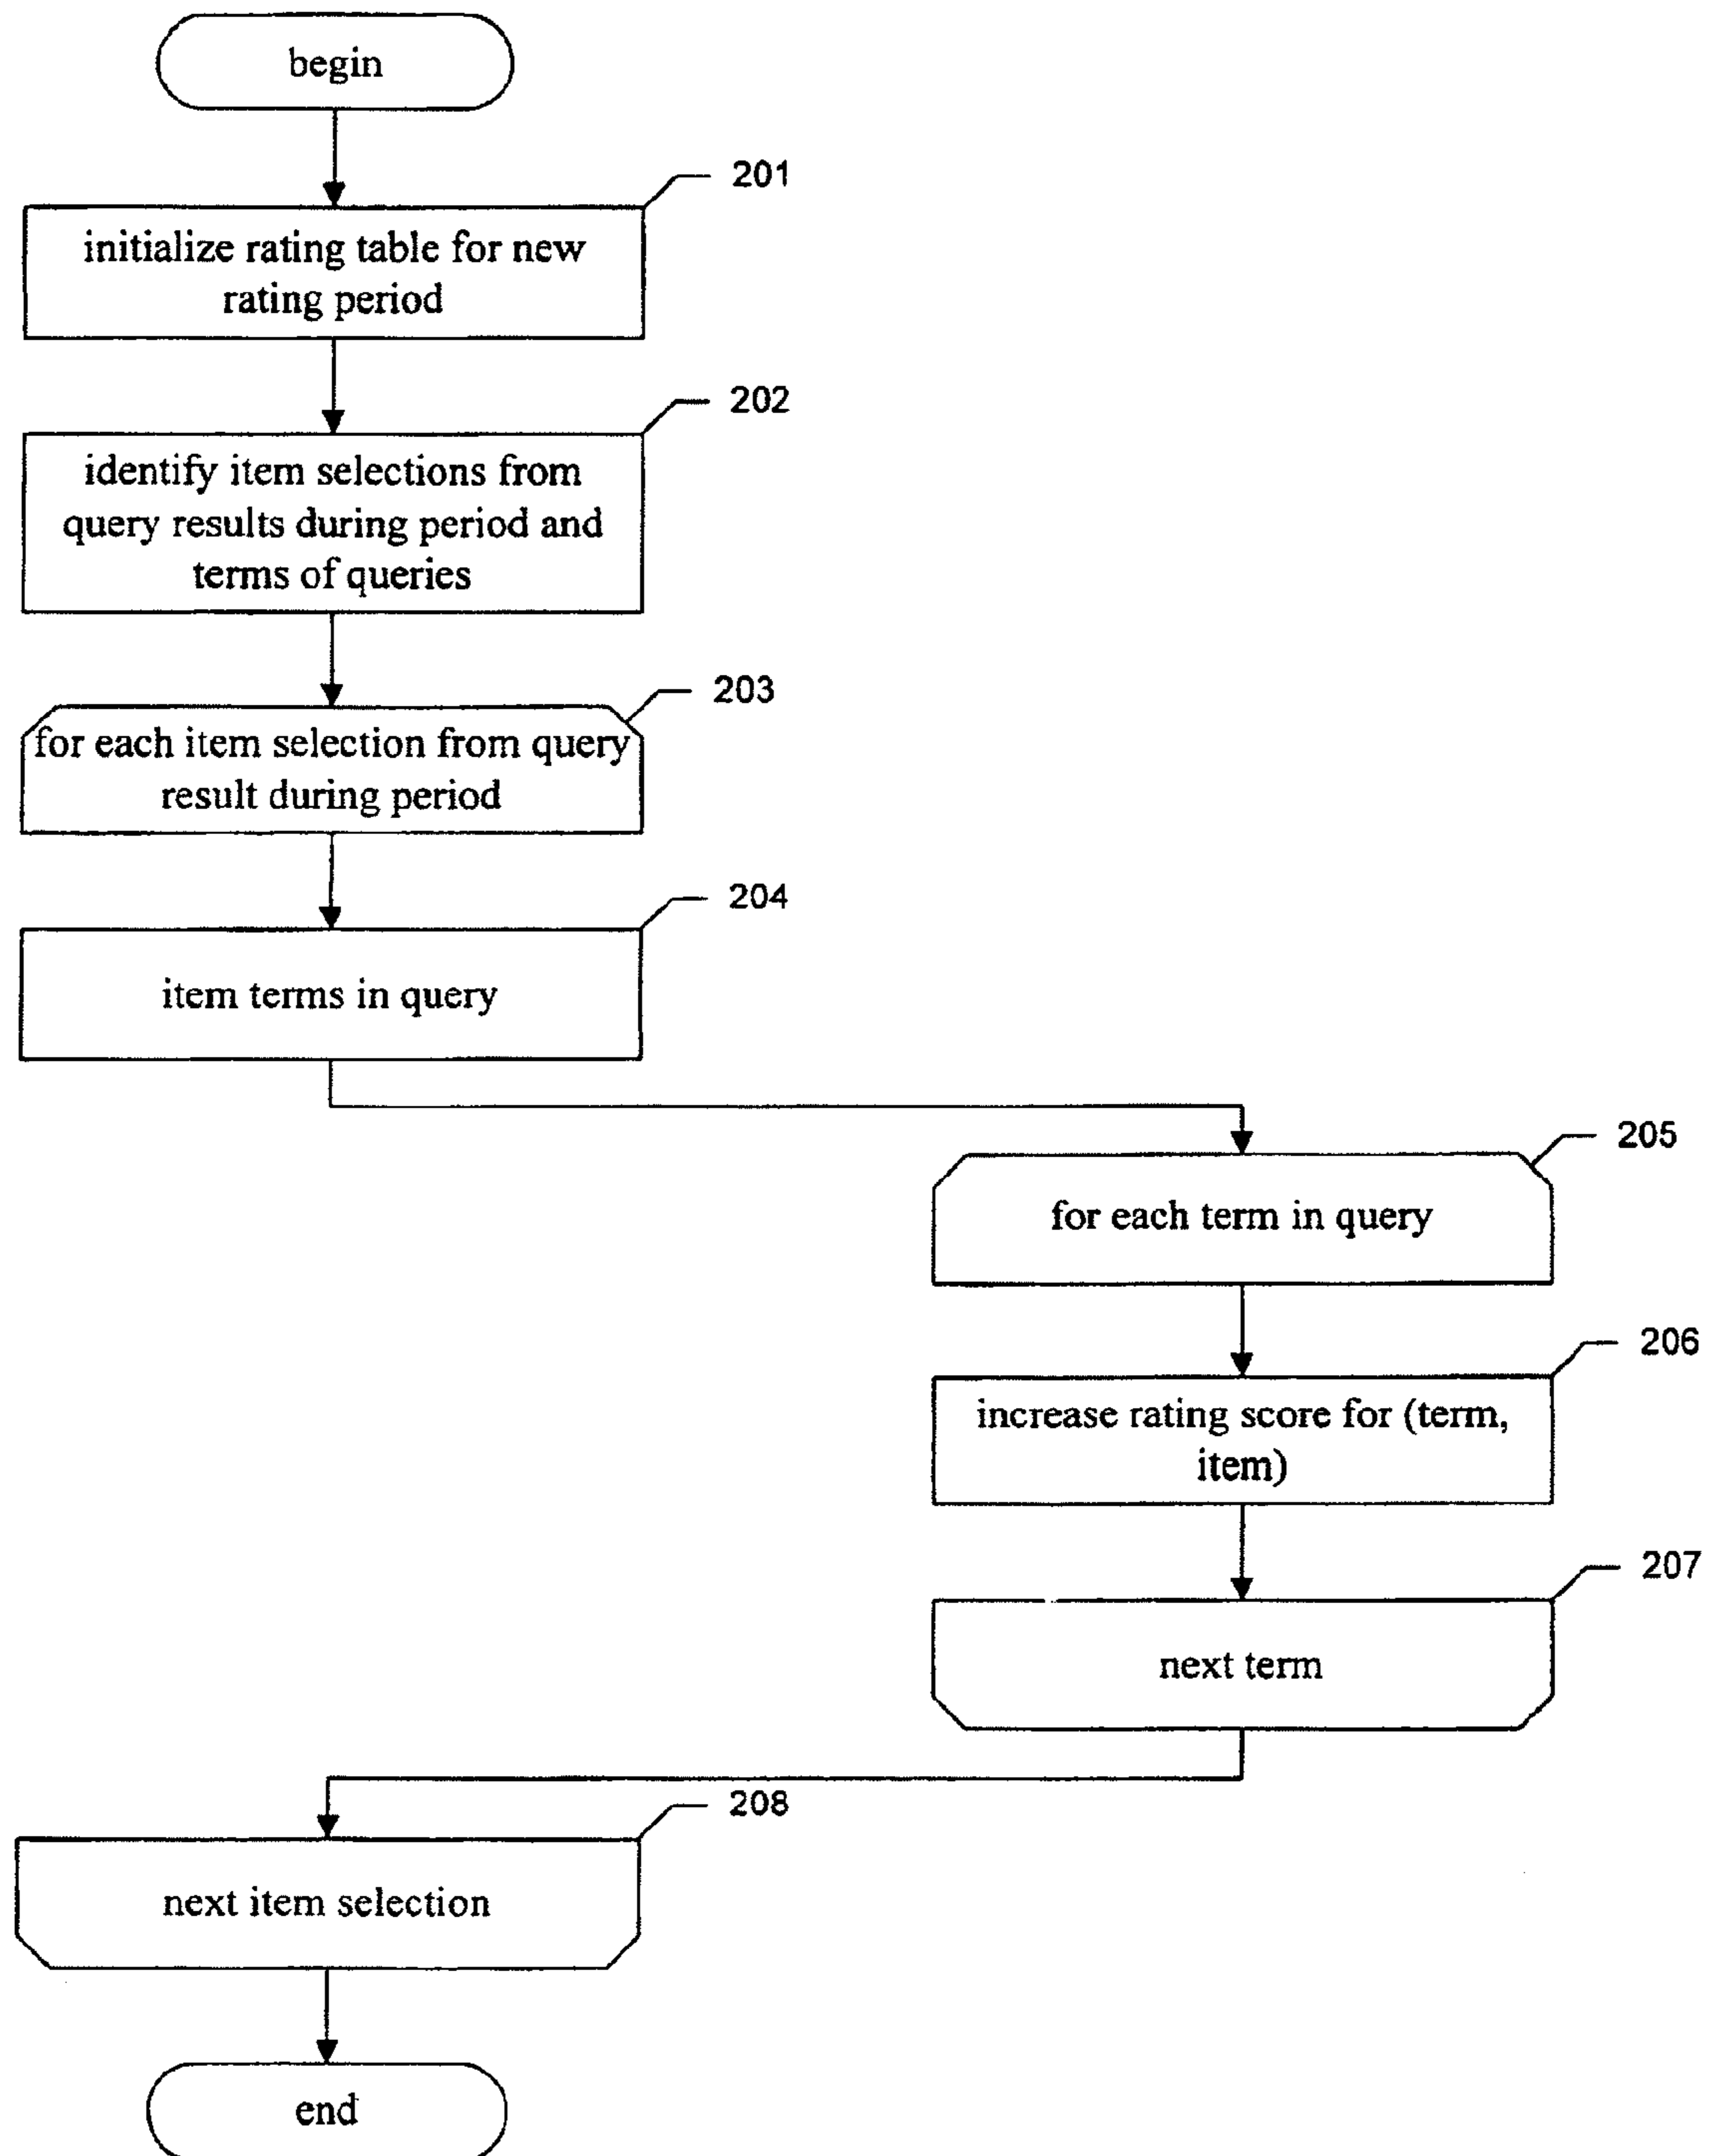 begin
201
initialize rating table for new
rating period
202
identify item selections from
query results during period and
terms of queries
203
for each item selection from query
result during period
204
item terms in query
205
for each term in query
206
increase rating score for (term,
item)
207
next term
208
next item selection
end